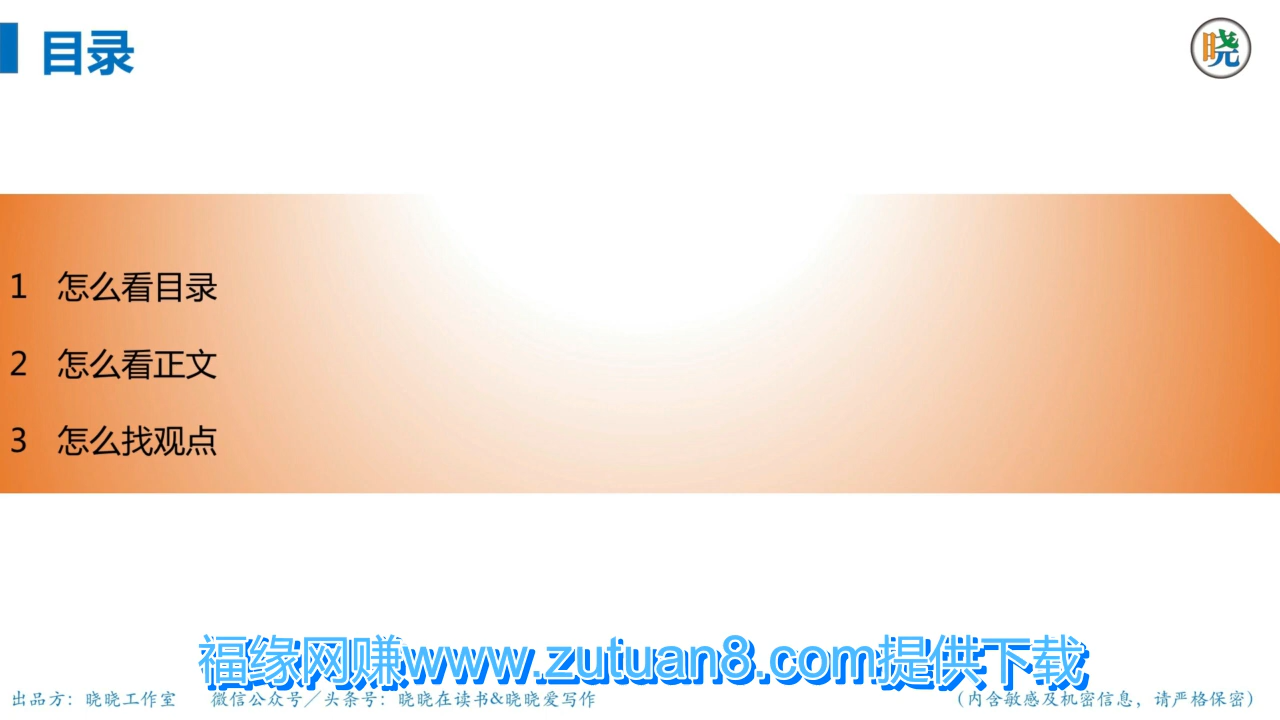 目录
晓
1 怎么看目录
2 怎么看正文
3 怎么找观点
福缘网赚www.zutuan8.com提供下载
出品方：晓晓工作室 微信公众号／头条号：晓晓在读书&晓晓爱写作 （内含敏感及机密信息，请严格保密）